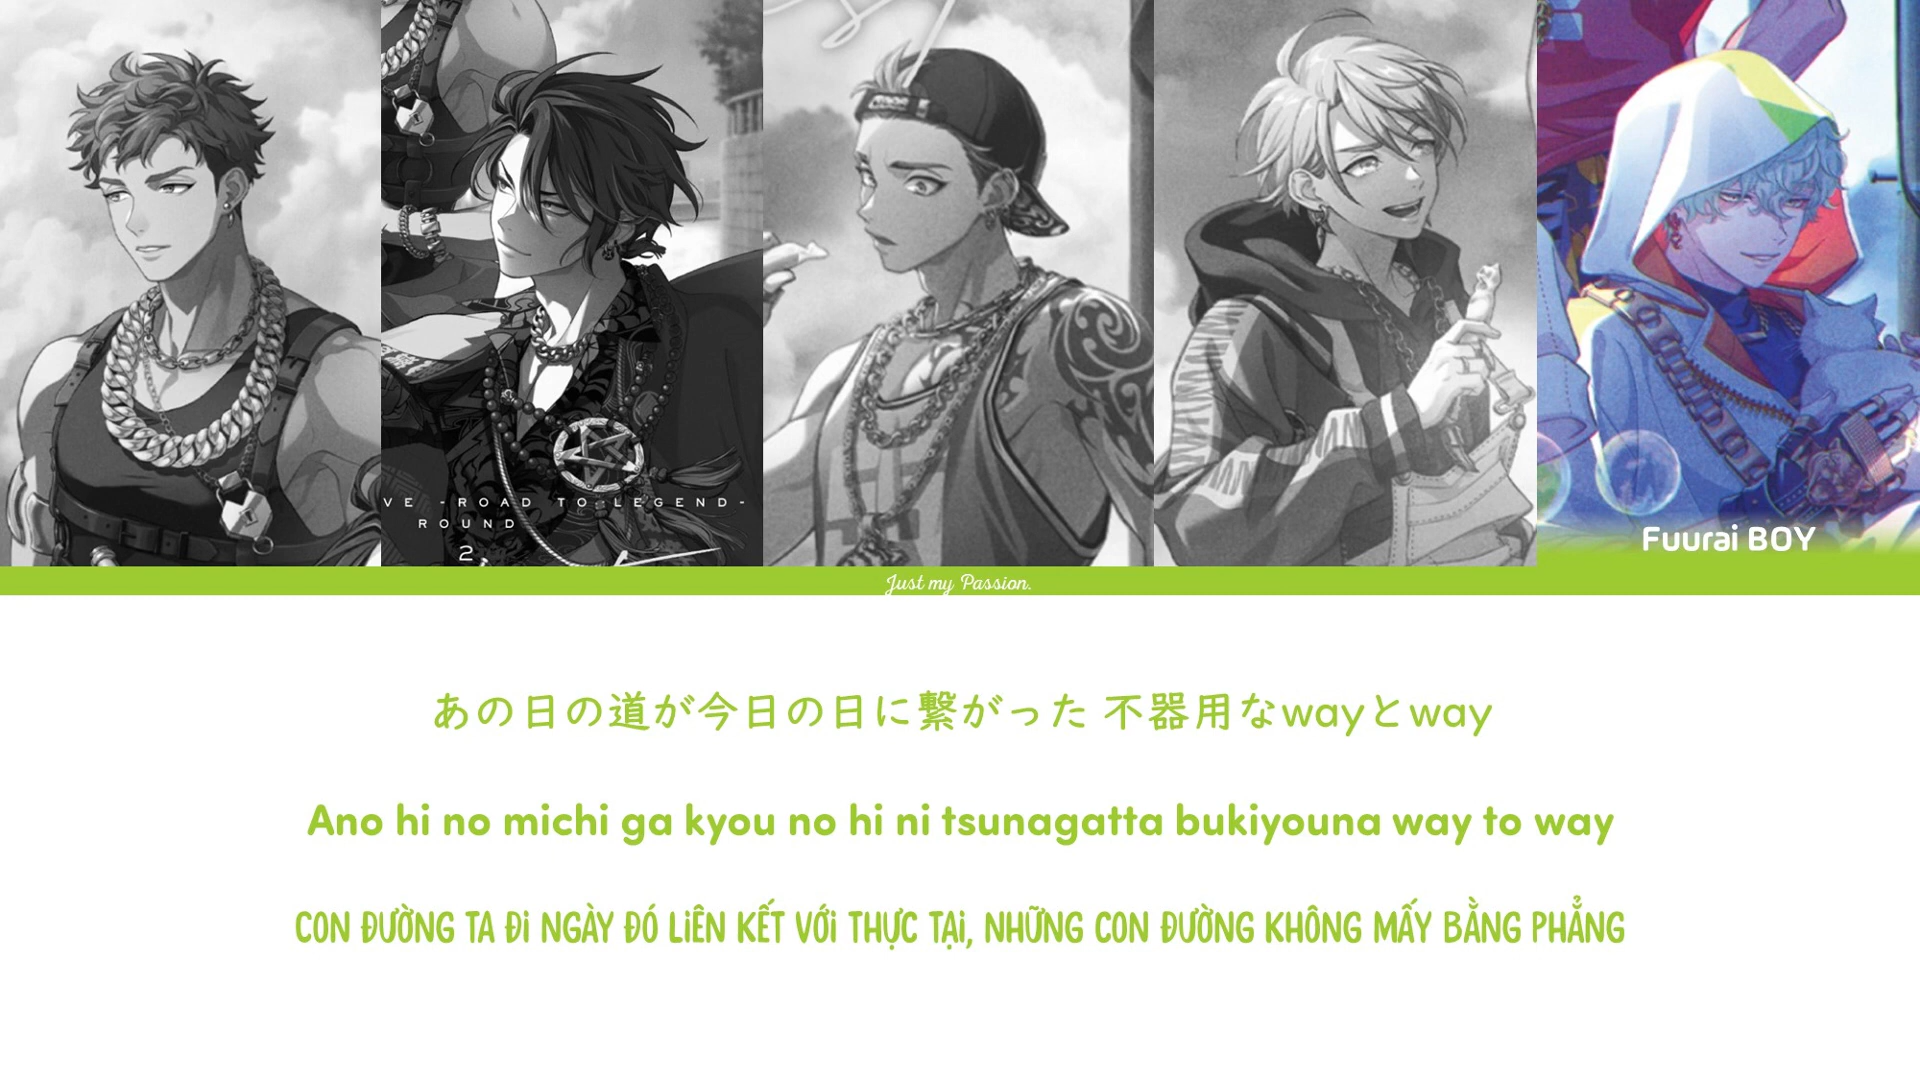 VE -ROAD TO LEGEND-
ROUND
2
Fuurai BOY
Just my Passion.
あの日の道が今日の日に繋がった 不器用なwayとway
Ano hi no michi ga kyou no hi ni tsunagatta bukiyouna way to way
CON ĐƯỜNG TA Đi NGÀY ĐÓ LiÊN KẾT VỚi THỰC TẠi, NHỮNG CON ĐƯỜNG KHÔNG MẤY BẰNG PHẲNG